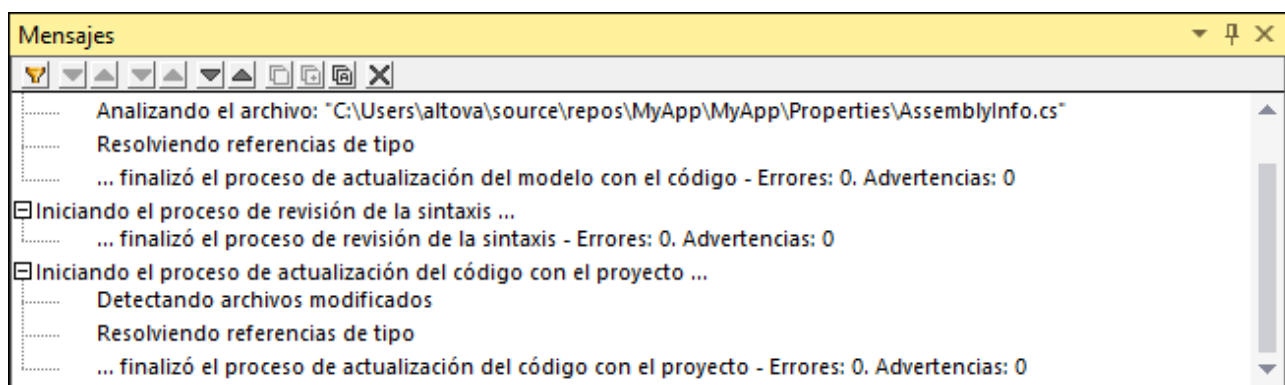 Mensajes
Analizando el archivo: "C:\Users\altova\source\repos\MyApp\MyApp\Properties\AssemblyInfo.cs"
Resolviendo referencias de tipo
... finalizó el proceso de actualización del modelo con el código - Errores: 0. Advertencias: 0
Iniciando el proceso de revisión de la sintaxis ...
... finalizó el proceso de revisión de la sintaxis - Errores: 0. Advertencias: 0
Iniciando el proceso de actualización del código con el proyecto ...
Detectando archivos modificados
Resolviendo referencias de tipo
... finalizó el proceso de actualización del código con el proyecto - Errores: 0. Advertencias: 0